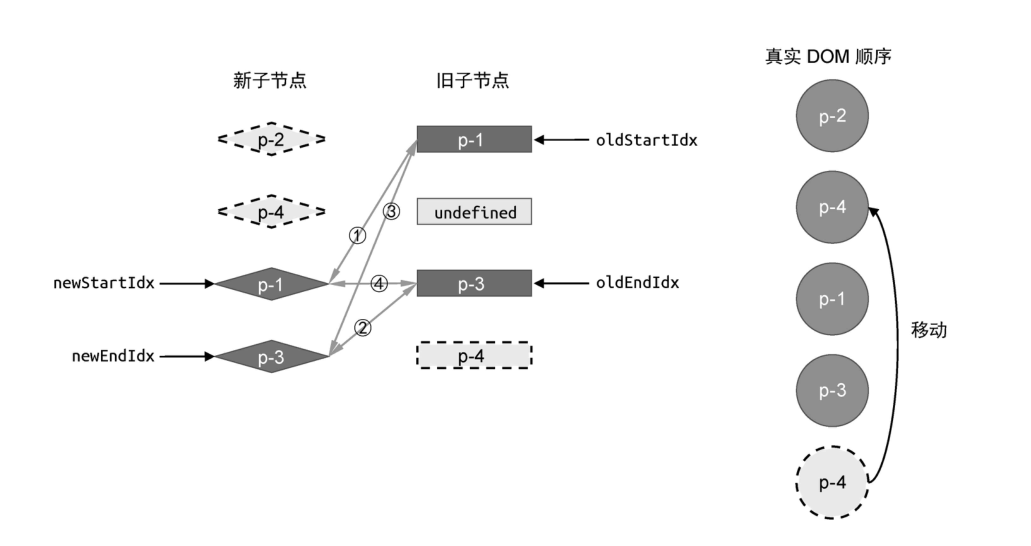 真实 DOM 顺序
新子节点
旧子节点
p-2
p-2
p-1
oldStartIdx
p-4
③
undefined
p-4
①
newStartIdx
p-1
④
p-3
oldEndIdx
p-1
②
移动
newEndIdx
p-3
p-4
p-3
p-4